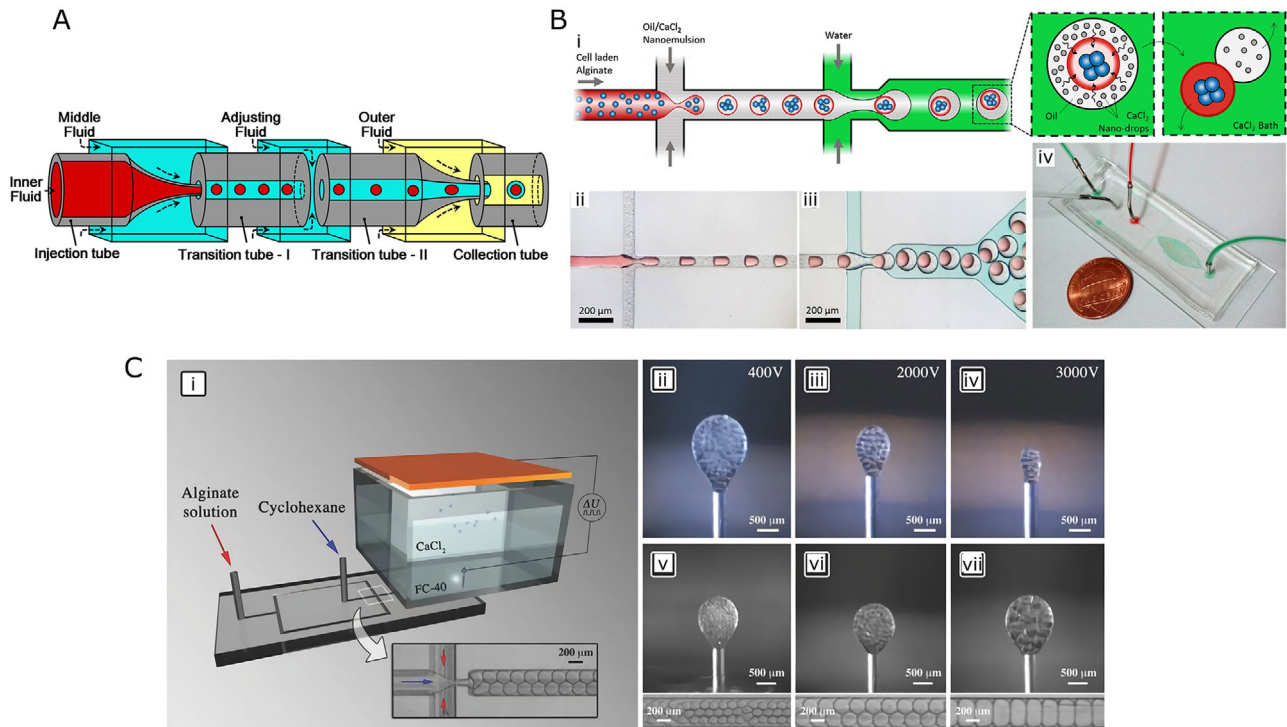 A
Middle
Fluid
Adjusting
Fluid
Outer
Fluid
Inner
Fluid
Injection tube
Transition tube - I
Transition tube - II
Collection tube
B
i
Cell laden
Alginate
Oil/CaCl₂
Nanoemulsion
Water
Oil
CaCl₂
Nano-drops
CaCl₂ Bath
ii
200 µm
iii
200 µm
iv
C
i
Alginate
solution
Cyclohexane
CaCl₂
FC-40
ΔU
200 µm
ii
400V
500 µm
iii
2000V
500 µm
iv
3000V
500 µm
v
500 µm
200 µm
vi
500 µm
200 µm
vii
500 µm
200 µm